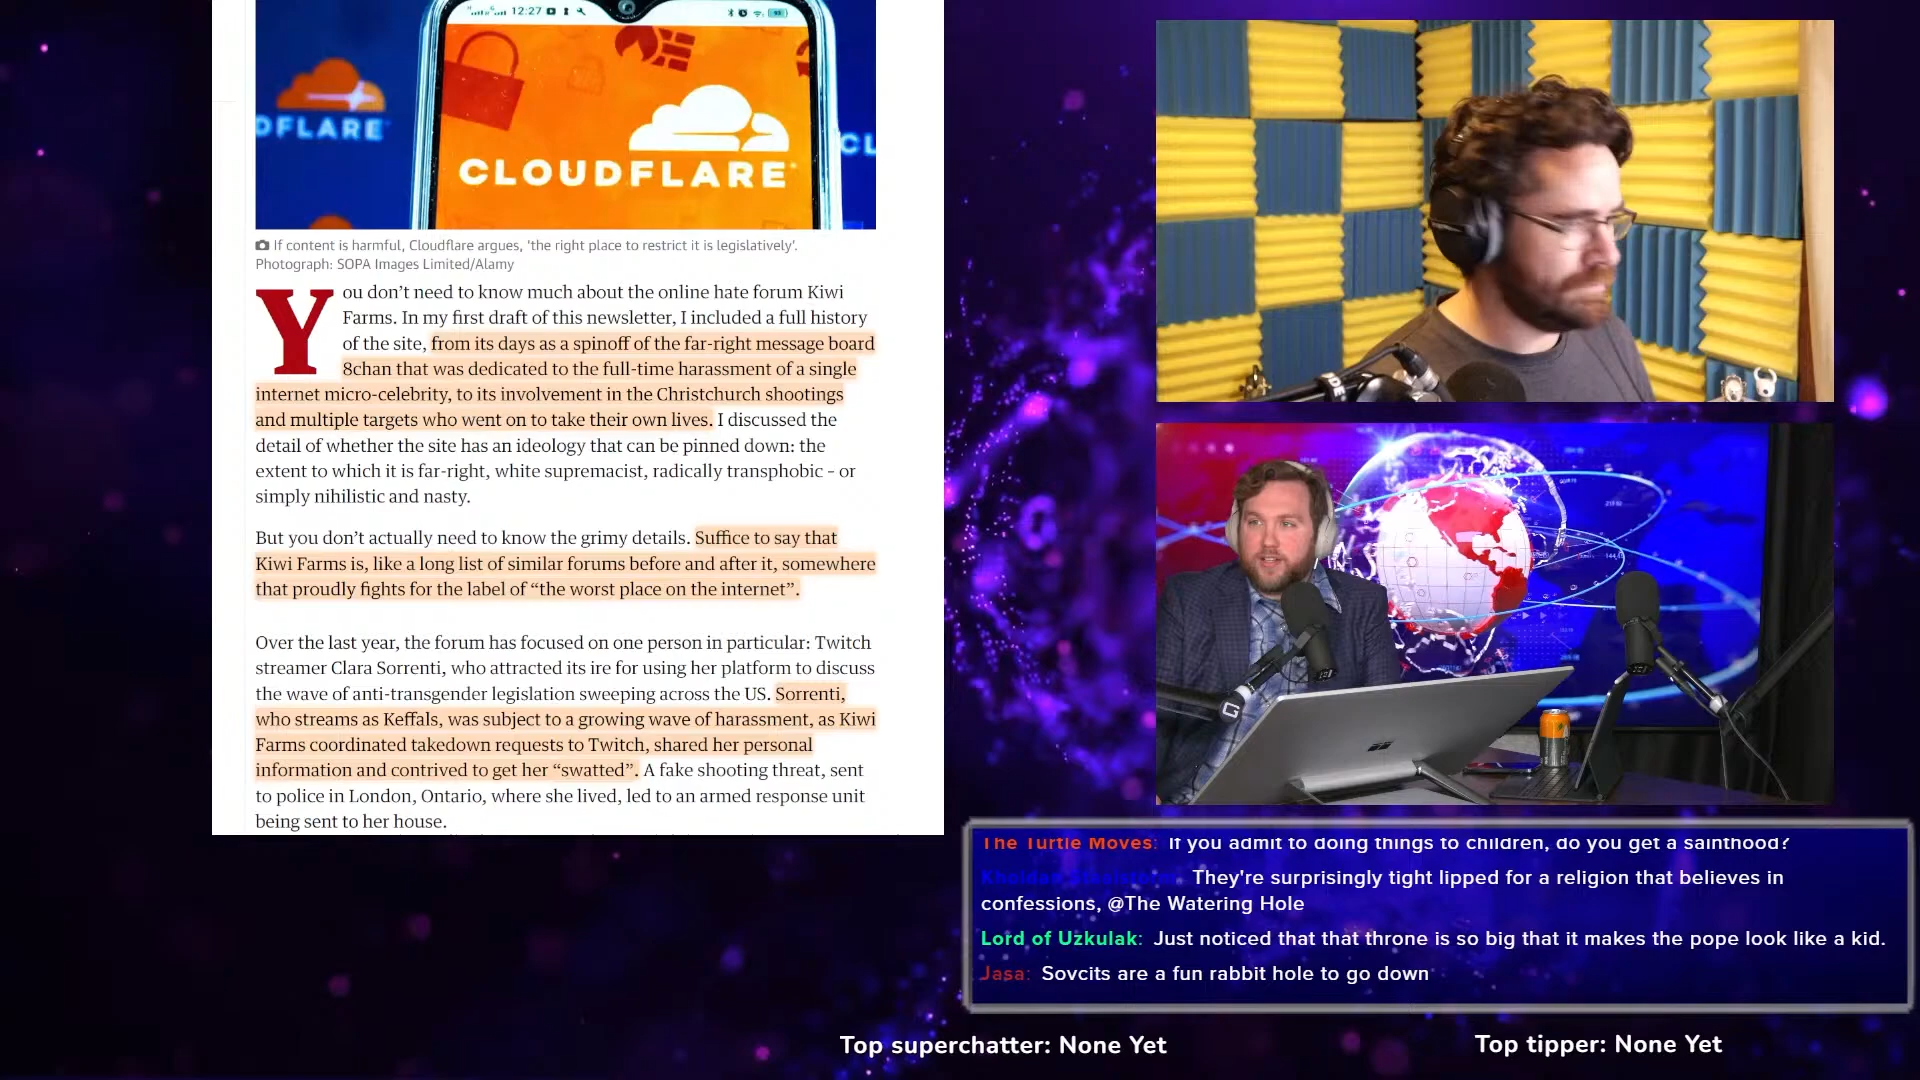 12:27
CLOUDFLARE
DFLARE
CL
If content is harmful, Cloudflare argues, 'the right place to restrict it is legislatively'.
Photograph: SOPA Images Limited/Alamy
You don't need to know much about the online hate forum Kiwi
Farms. In my first draft of this newsletter, I included a full history
of the site, from its days as a spinoff of the far-right message board
8chan that was dedicated to the full-time harassment of a single
internet micro-celebrity, to its involvement in the Christchurch shootings
and multiple targets who went on to take their own lives. I discussed the
detail of whether the site has an ideology that can be pinned down: the
extent to which it is far-right, white supremacist, radically transphobic – or
simply nihilistic and nasty.
But you don't actually need to know the grimy details. Suffice to say that
Kiwi Farms is, like a long list of similar forums before and after it, somewhere
that proudly fights for the label of “the worst place on the internet”.
Over the last year, the forum has focused on one person in particular: Twitch
streamer Clara Sorrenti, who attracted its ire for using her platform to discuss
the wave of anti-transgender legislation sweeping across the US. Sorrenti,
who streams as Keffals, was subject to a growing wave of harassment, as Kiwi
Farms coordinated takedown requests to Twitch, shared her personal
information and contrived to get her “swatted”. A fake shooting threat, sent
to police in London, Ontario, where she lived, led to an armed response unit
being sent to her house.
The Turtle Moves: If you admit to doing things to children, do you get a sainthood?
They're surprisingly tight lipped for a religion that believes in
confessions, @The Watering Hole
Lord of Uzkulak: Just noticed that that throne is so big that it makes the pope look like a kid.
Jasa: Sovcits are a fun rabbit hole to go down
Top superchatter: None Yet
Top tipper: None Yet